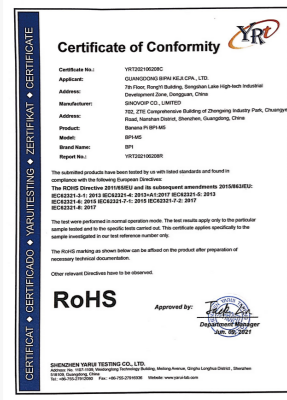 YRT
Certificate of Conformity
Certificate No.: YRT202106208C
Applicant: GUANGDONG BIPAI KEJI CPA., LTD.
Address: 7th Floor, RongYi Building, Songshan Lake High-tech Industrial
Development Zone, Dongguan, China
Manufacturer: SINOVOIP CO., LIMITED
Address: 702, ZTE Comprehensive Building of Zhongxing Industry Park, Chuangye
Road, Nanshan District, Shenzhen, Guangdong, China
Product: Banana Pi BPI-M5
Model: BPI-M5
Brand Name: BPI
Report No.: YRT202106208R
The submitted products have been tested by us with listed standards and found in
compliance with the following European Directives:
The ROHS Directive 2011/65/EU and its subsequent amendments 2015/863/EU:
IEC62321-3-1: 2013 IEC62321-4: 2013+A1:2017 IEC62321-5: 2013
IEC62321-6: 2015 IEC62321-7-1: 2015 IEC62321-7-2: 2017
IEC62321-8: 2017
The test were performed in normal operation mode. The test results apply only to the particular
sample tested and to the specific tests carried out. This certificate applies specifically to the
sample investigated in our test reference number only.
The RoHS marking as shown below can be affixed on the product after preparation of
necessary technical documentation.
Other relevant Directives have to be observed.
RoHS
Approved by:
Department Manager
Jun. 09, 2021
SHENZHEN YARUI TESTING CO., LTD.
CERTIFICAT ◆ CERTIFICADO ◆ YARUITESTING ◆ ZERTIFIKAT ◆ CERTIFICATE